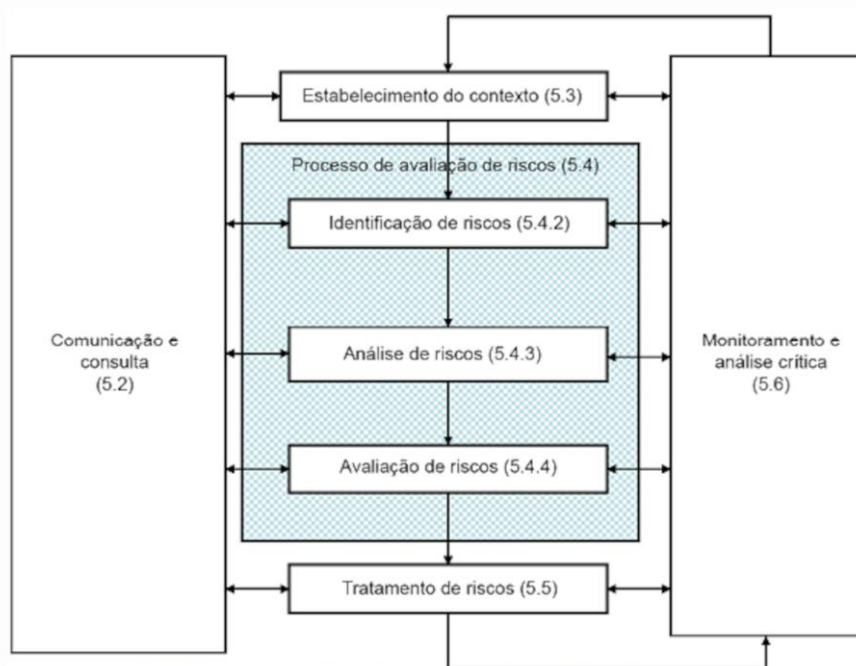 Estabelecimento do contexto (5.3)
Processo de avaliação de riscos (5.4)
Identificação de riscos (5.4.2)
Comunicação e
consulta
(5.2)
Análise de riscos (5.4.3)
Monitoramento e
análise crítica
(5.6)
Avaliação de riscos (5.4.4)
Tratamento de riscos (5.5)